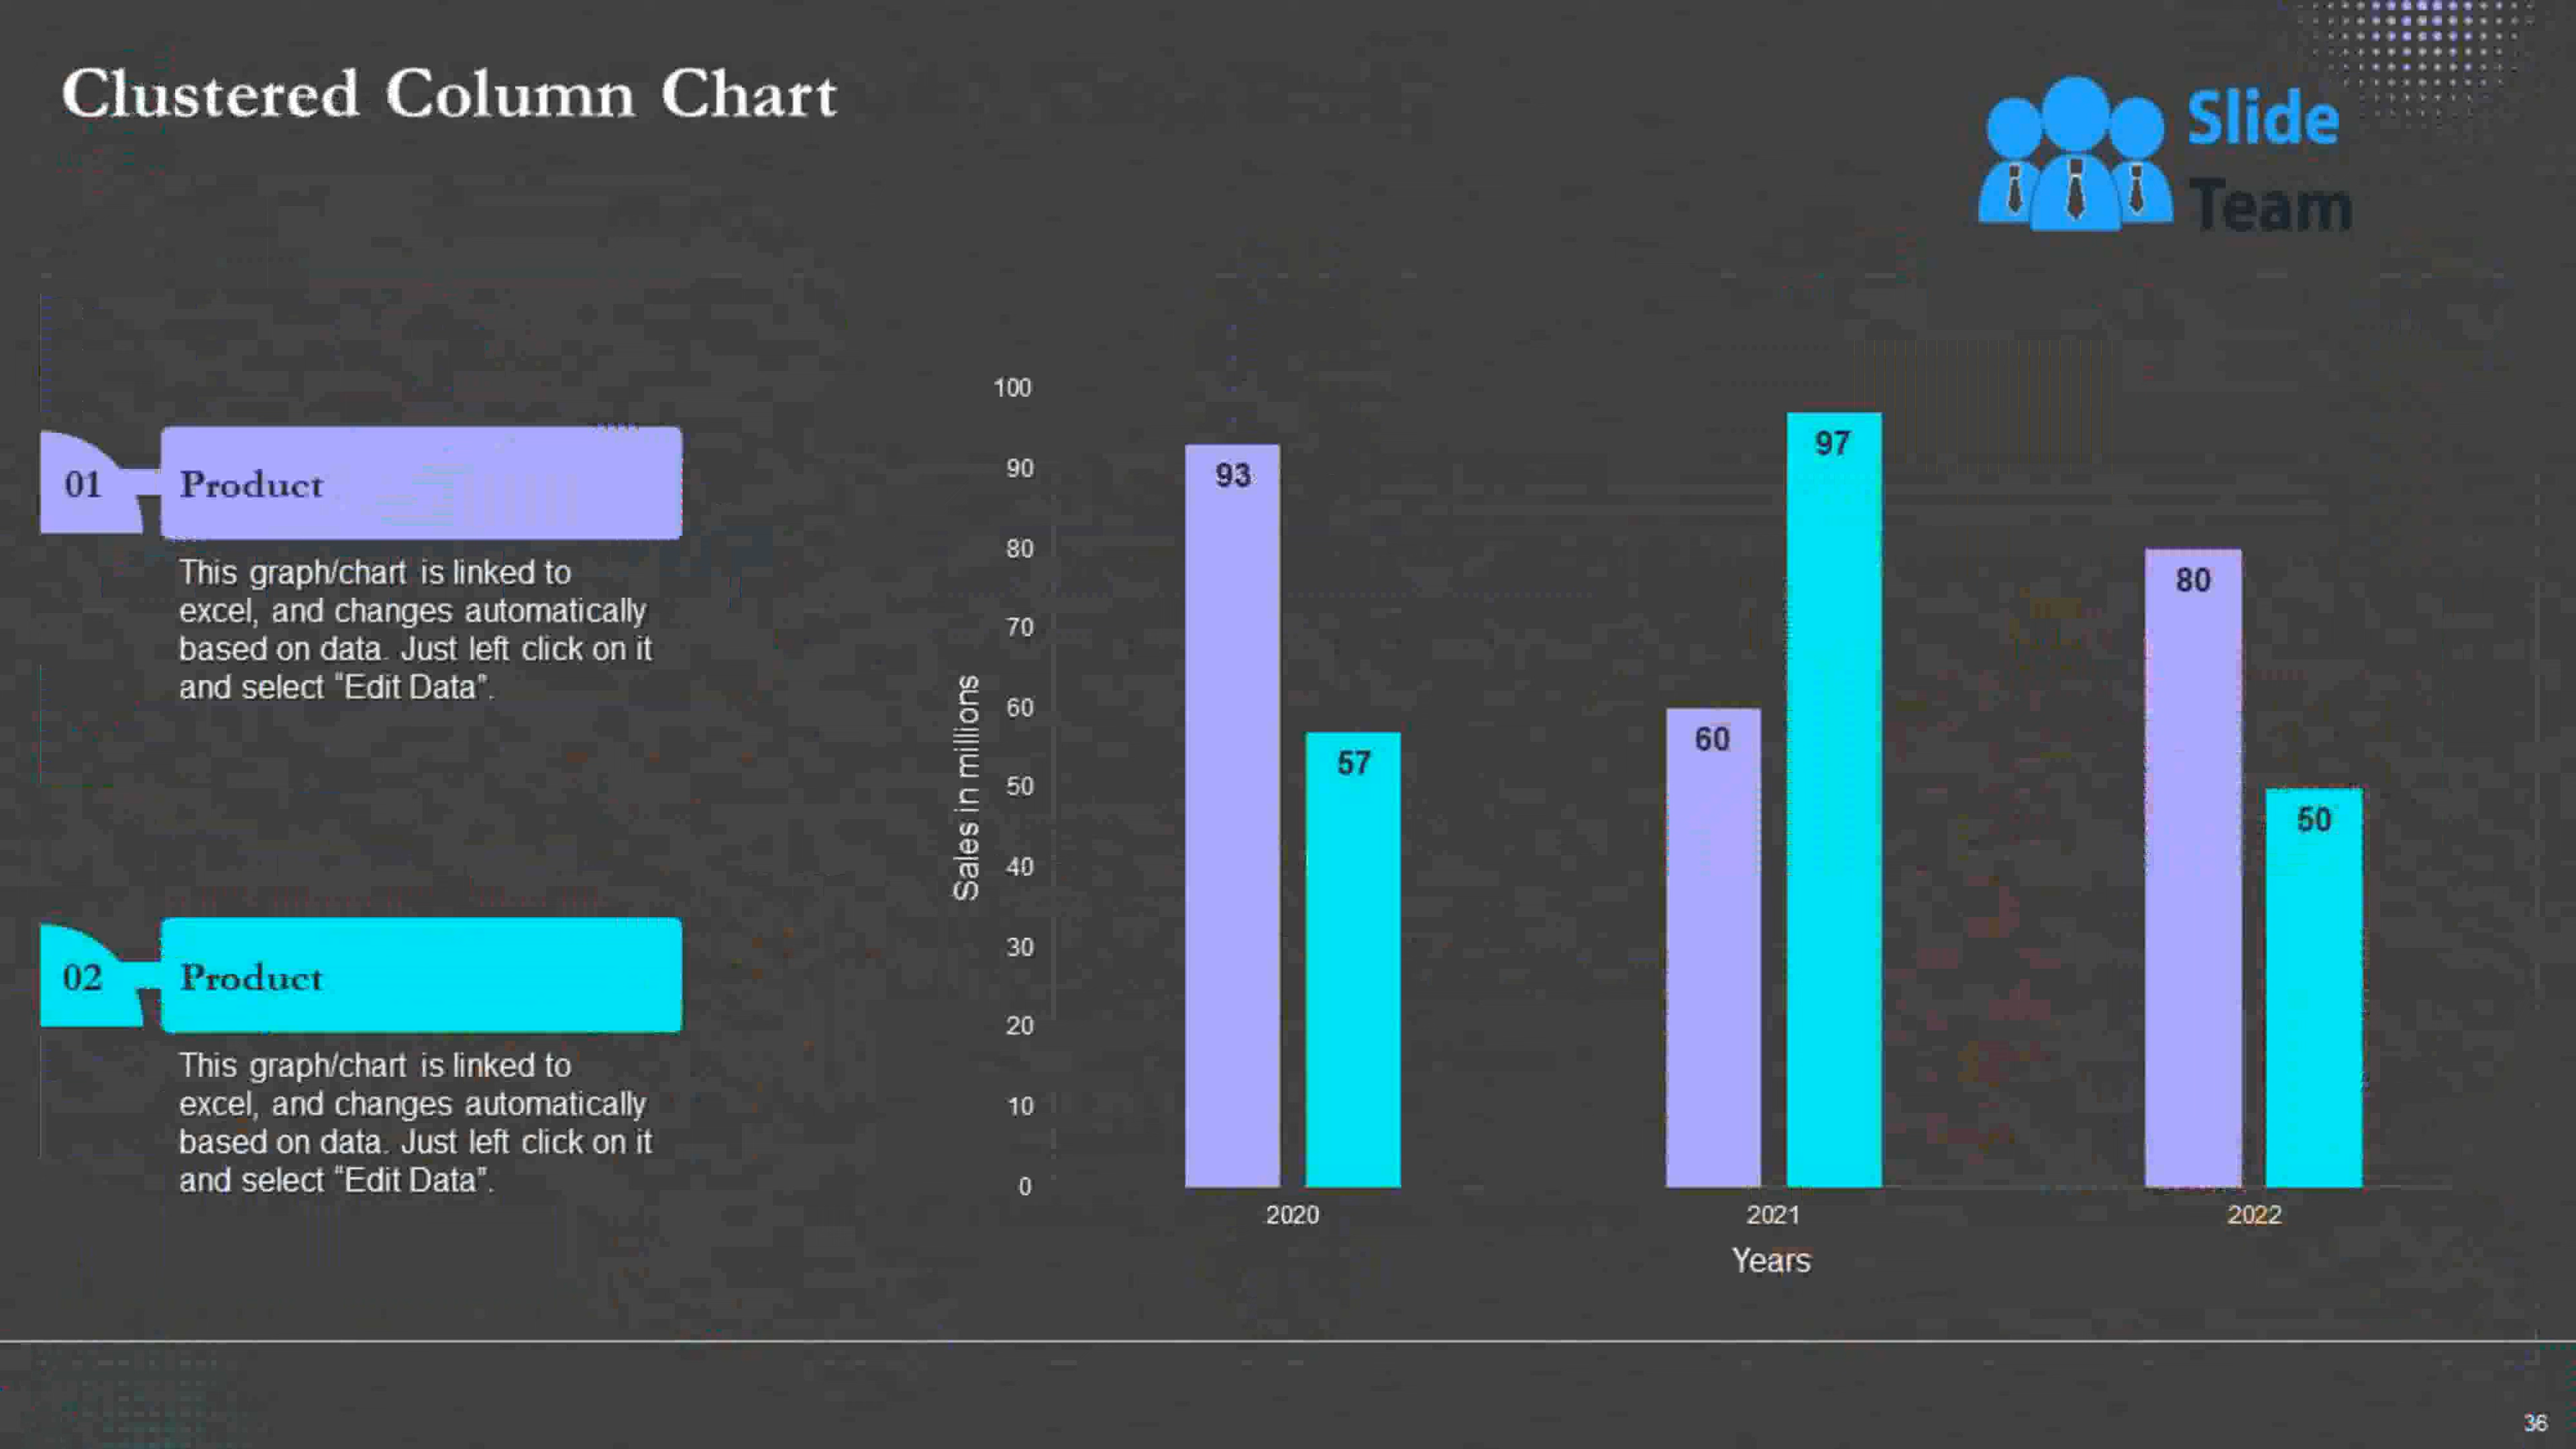 Clustered Column Chart
Slide
Team
01
Product
This graph/chart is linked to
excel, and changes automatically
based on data. Just left click on it
and select “Edit Data”.
02
Product
This graph/chart is linked to
excel, and changes automatically
based on data. Just left click on it
and select “Edit Data”.
Sales in millions
100
90
80
70
60
50
40
30
20
10
0
93
57
60
97
80
50
2020
2021
2022
Years
36